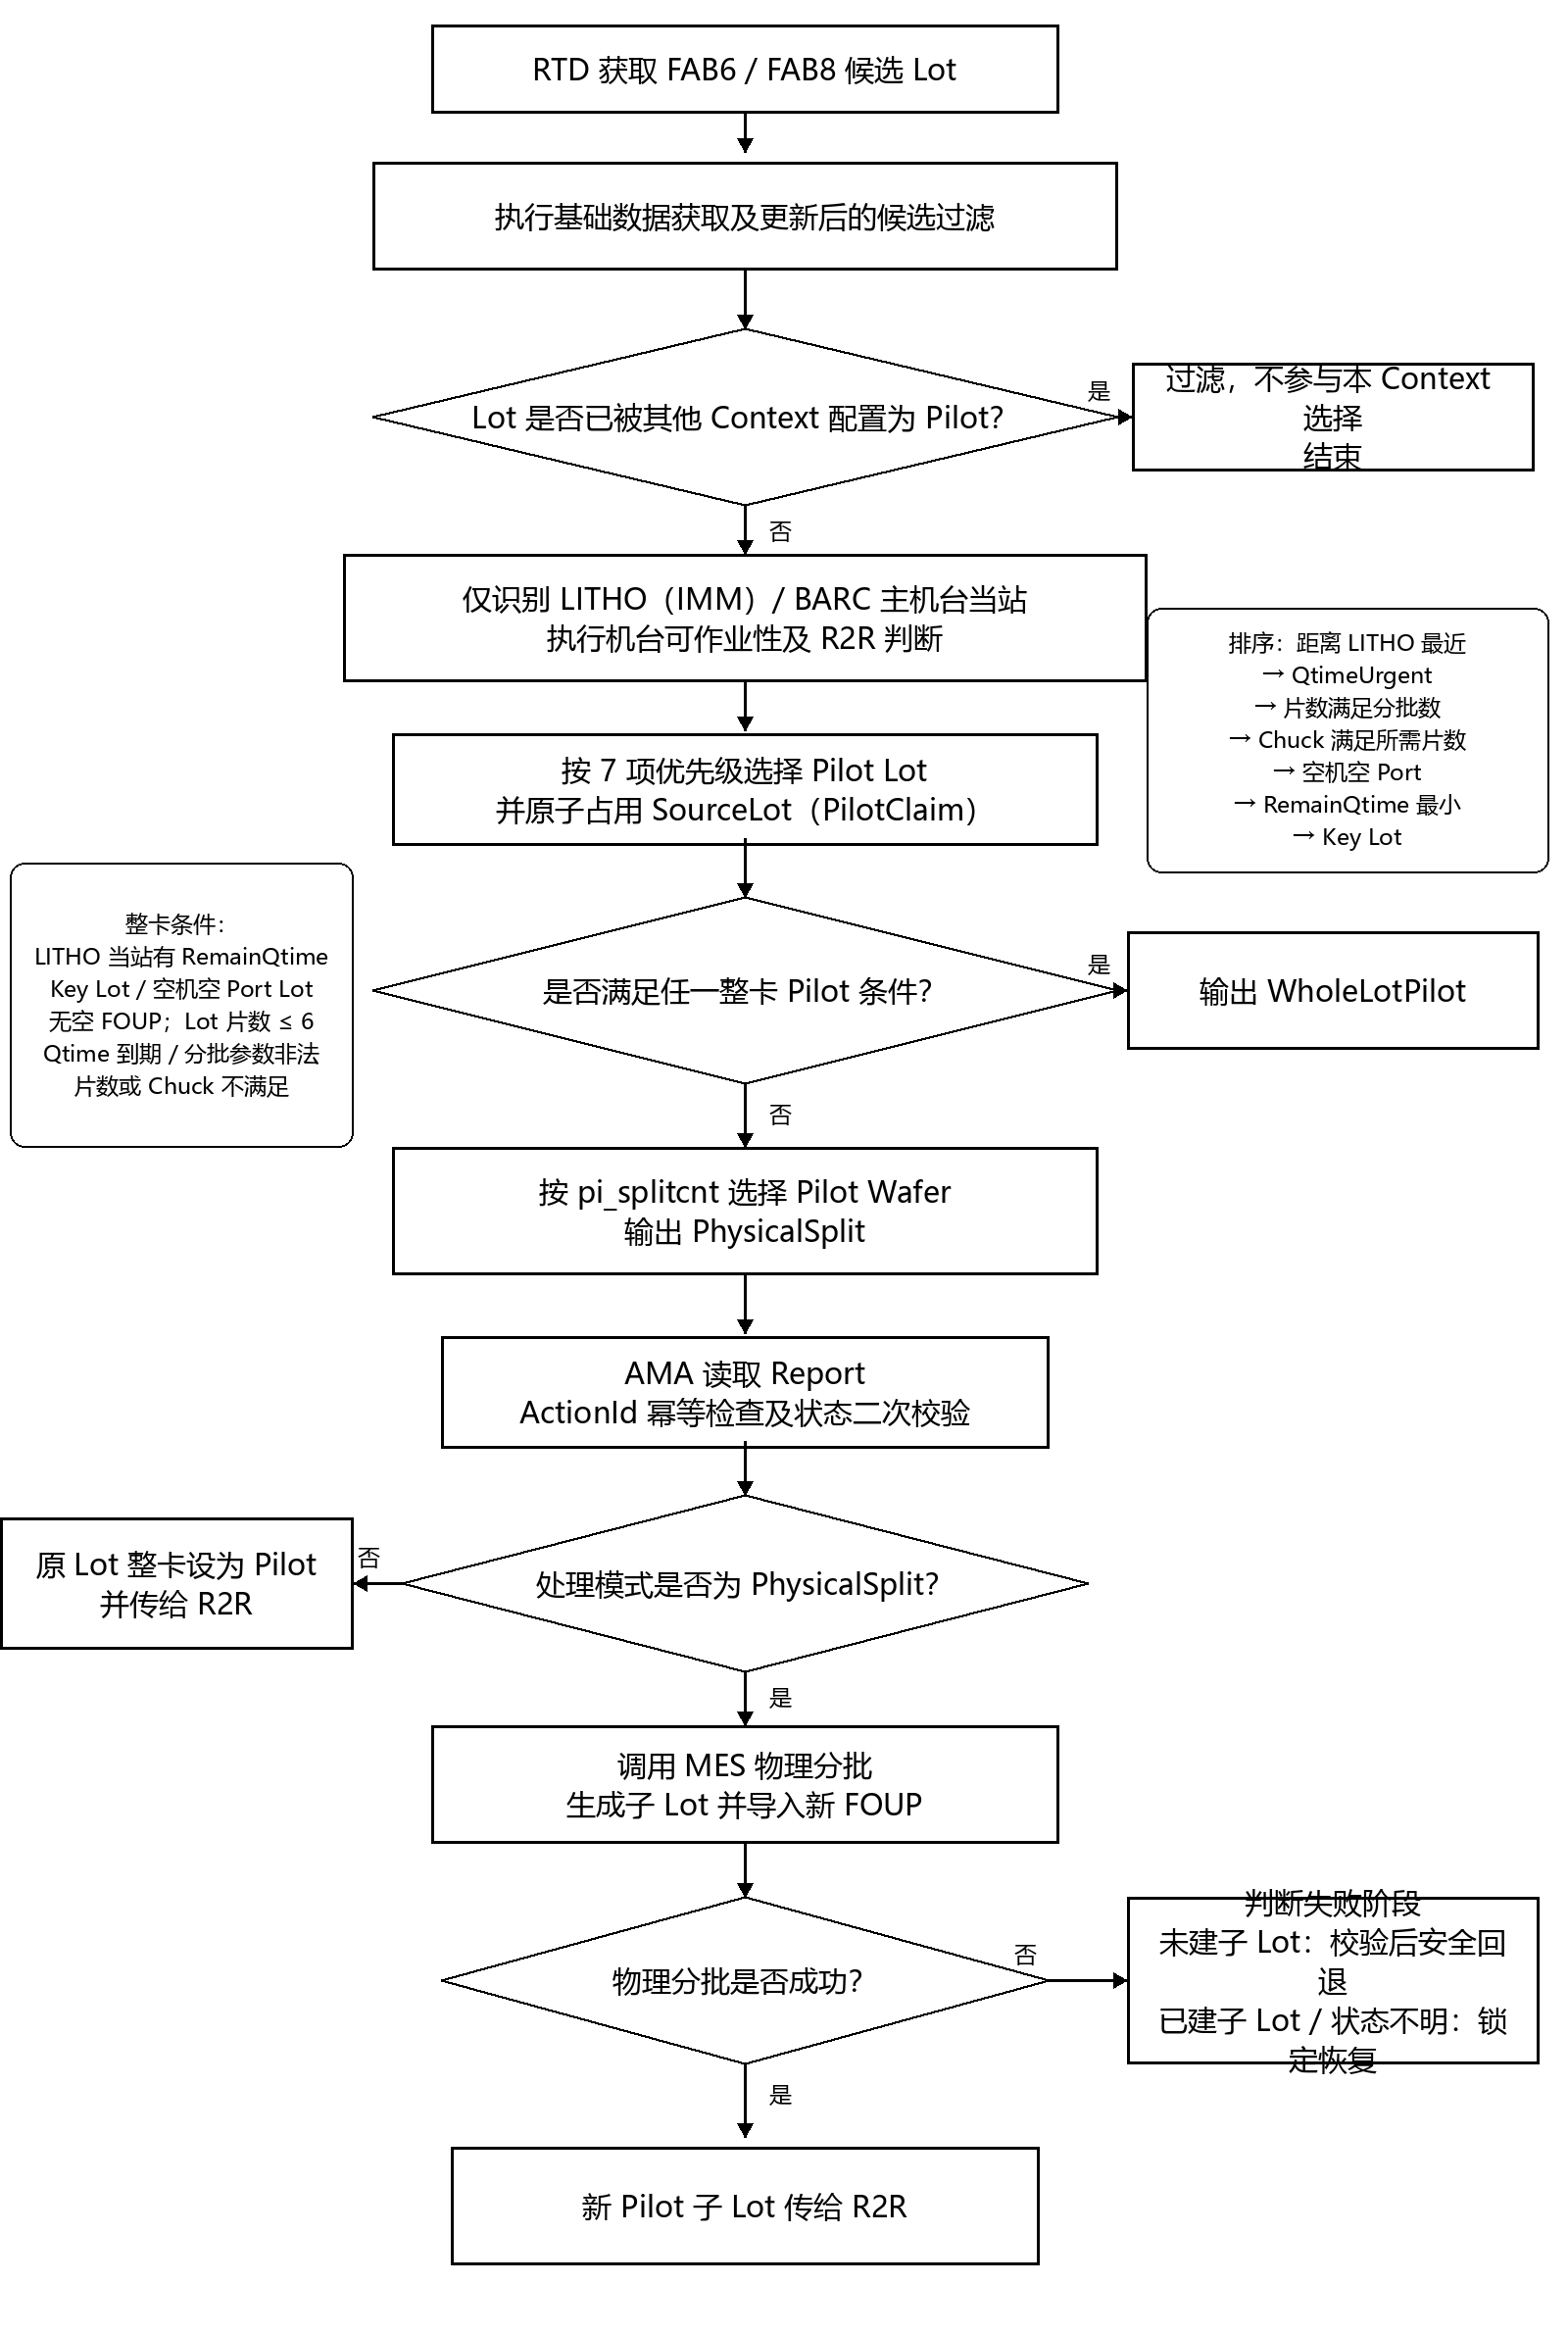 RTD 获取 FAB6 / FAB8 候选 Lot
执行基础数据获取及更新后的候选过滤
Lot 是否已被其他 Context 配置为 Pilot?
是
过滤，不参与本 Context
选择
结束
否
仅识别 LITHO（IMM）/ BARC 主机台当站
执行机台可作业性及 R2R 判断
排序：距离 LITHO 最近
→ QtimeUrgent
→ 片数满足分批数
→ Chuck 满足所需片数
→ 空机空 Port
→ RemainQtime 最小
→ Key Lot
按 7 项优先级选择 Pilot Lot
并原子占用 SourceLot（PilotClaim）
整卡条件：
LITHO 当站有 RemainQtime
Key Lot / 空机空 Port Lot
无空 FOUP；Lot 片数 ≤ 6
Qtime 到期 / 分批参数非法
片数或 Chuck 不满足
是否满足任一整卡 Pilot 条件?
是
输出 WholeLotPilot
否
按 pi_splitcnt 选择 Pilot Wafer
输出 PhysicalSplit
AMA 读取 Report
ActionId 幂等检查及状态二次校验
处理模式是否为 PhysicalSplit?
否
原 Lot 整卡设为 Pilot
并传给 R2R
是
调用 MES 物理分批
生成子 Lot 并导入新 FOUP
物理分批是否成功?
否
判断失败阶段
未建子 Lot：校验后安全回
退
已建子 Lot / 状态不明：锁
定恢复
是
新 Pilot 子 Lot 传给 R2R